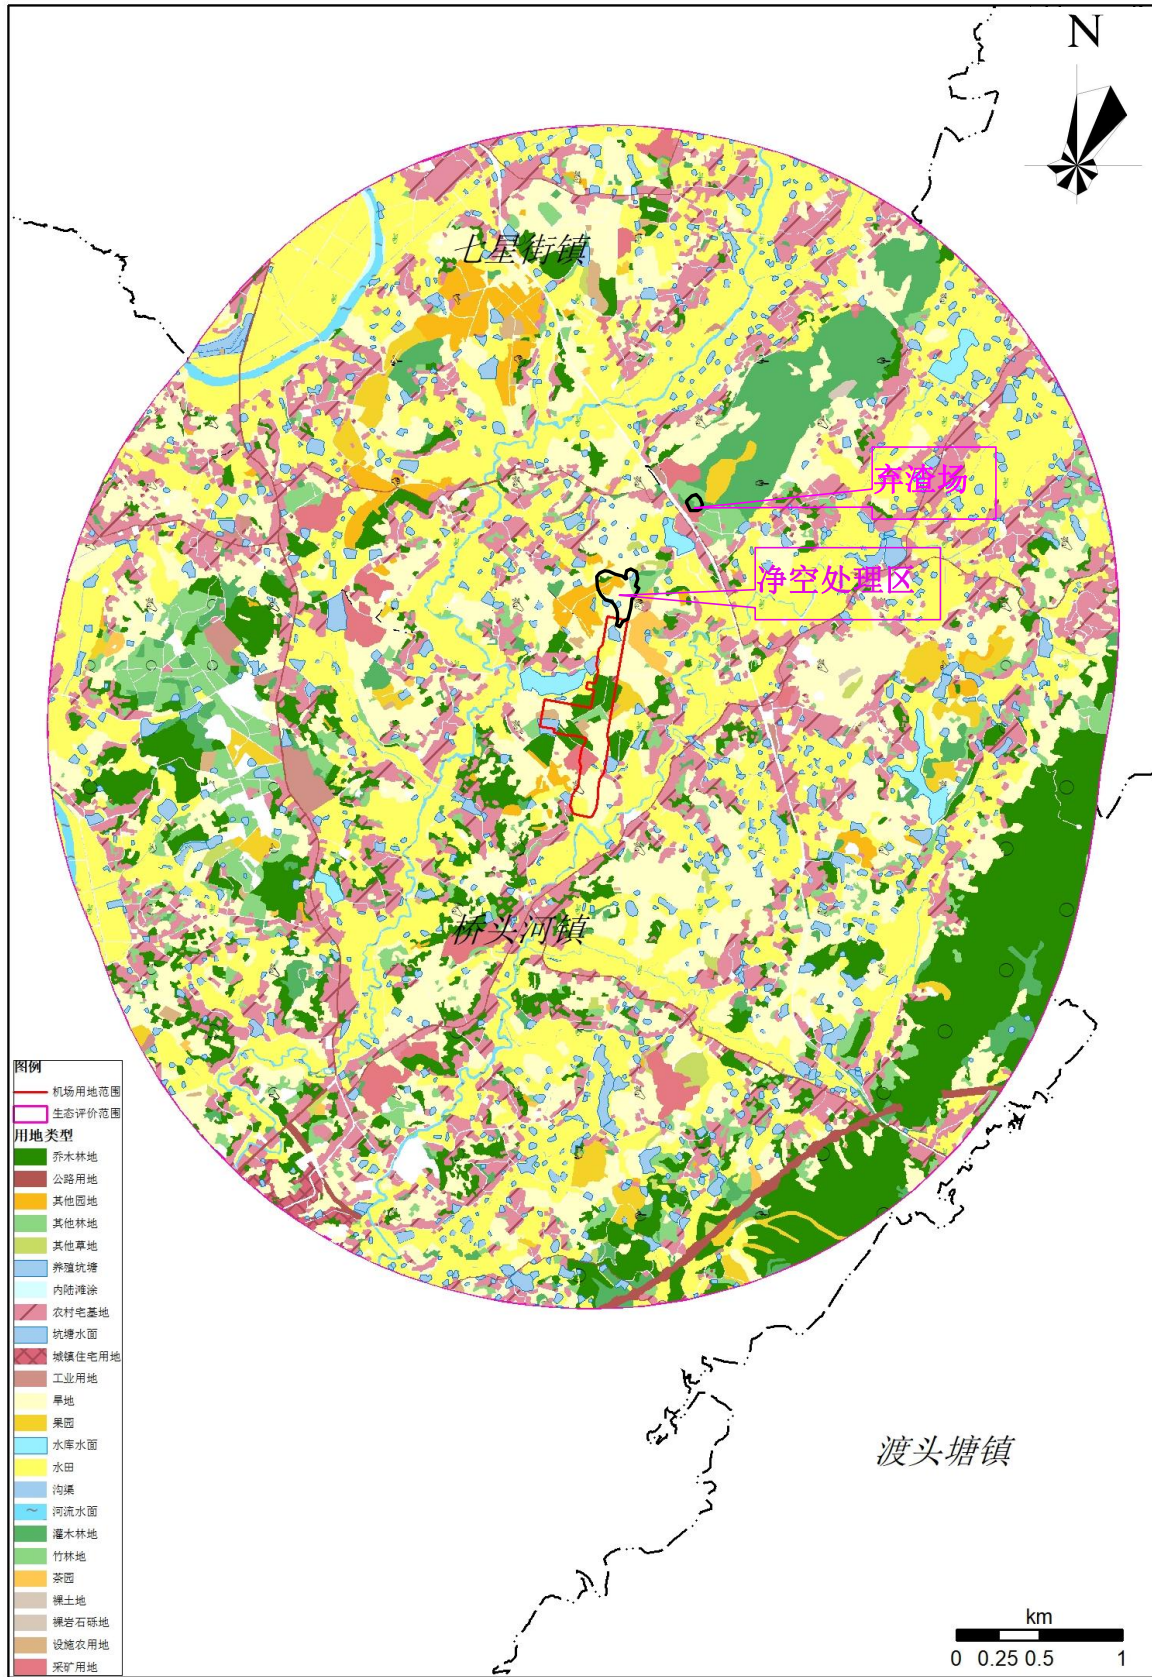 N
七星街镇
弃渣场
净空处理区
桥头河镇
渡头塘镇
图例
机场用地范围
生态评价范围
用地类型
乔木林地
公路用地
其他园地
其他林地
其他草地
养殖坑塘
内陆滩涂
农村宅基地
坑塘水面
城镇住宅用地
工业用地
旱地
果园
水库水面
水田
沟渠
河流水面
灌木林地
竹林地
茶园
裸土地
裸岩石砾地
设施农用地
采矿用地
km
0 0.25 0.5 1